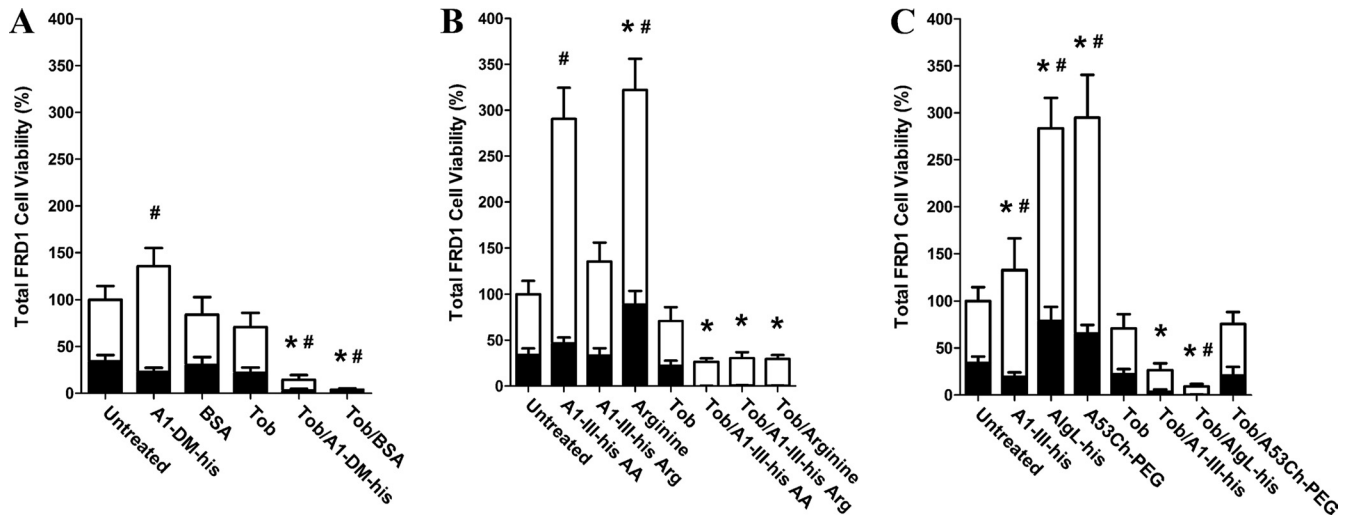 A
Total FRD1 Cell Viability (%)
400
350
300
250
200
150
100
50
0
#
* #
* #
Untreated
A1-DM-his
BSA
Tob
Tob/A1-DM-his
Tob/BSA
B
Total FRD1 Cell Viability (%)
400
350
300
250
200
150
100
50
0
#
* #
*
*
*
Untreated
A1-III-his AA
A1-III-his Arg
Arginine
Tob
Tob/A1-III-his AA
Tob/A1-III-his Arg
Tob/Arginine
C
Total FRD1 Cell Viability (%)
400
350
300
250
200
150
100
50
0
* #
* #
* #
*
* #
Untreated
A1-III-his
AlgL-his
A53Ch-PEG
Tob
Tob/A1-III-his
Tob/AlgL-his
Tob/A53Ch-PEG